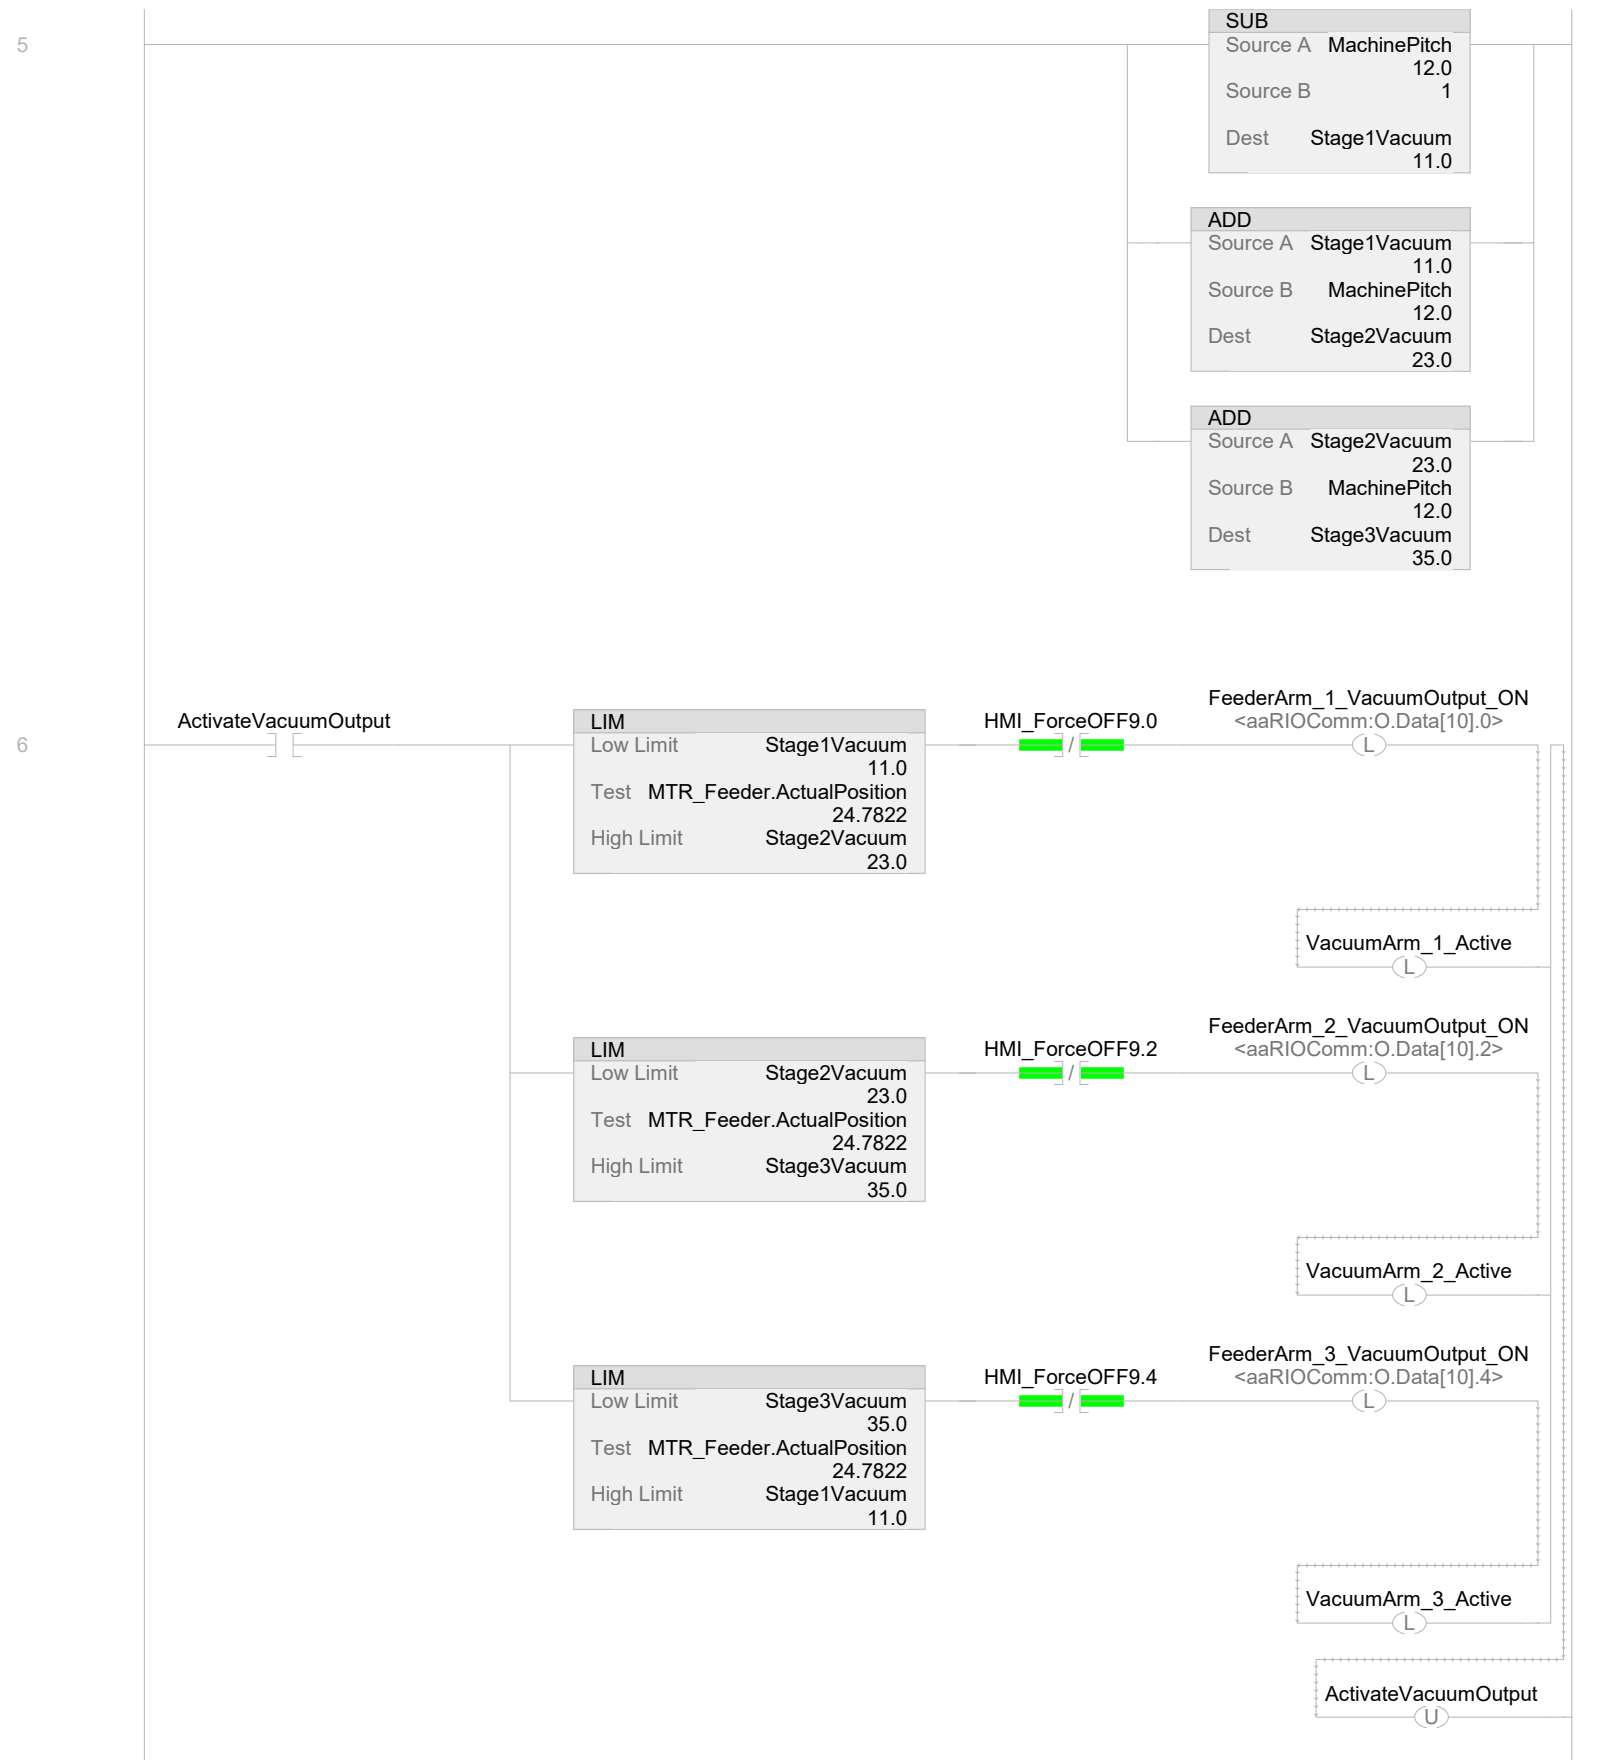 5
SUB
Source A MachinePitch
12.0
Source B 1
Dest Stage1Vacuum
11.0
ADD
Source A Stage1Vacuum
11.0
Source B MachinePitch
12.0
Dest Stage2Vacuum
23.0
ADD
Source A Stage2Vacuum
23.0
Source B MachinePitch
12.0
Dest Stage3Vacuum
35.0
6
ActivateVacuumOutput
LIM
Low Limit Stage1Vacuum
11.0
Test MTR_Feeder.ActualPosition
24.7822
High Limit Stage2Vacuum
23.0
HMI_ForceOFF9.0
/
FeederArm_1_VacuumOutput_ON
<aaRIOComm:O.Data[10].0>
L
VacuumArm_1_Active
L
LIM
Low Limit Stage2Vacuum
23.0
Test MTR_Feeder.ActualPosition
24.7822
High Limit Stage3Vacuum
35.0
HMI_ForceOFF9.2
/
FeederArm_2_VacuumOutput_ON
<aaRIOComm:O.Data[10].2>
L
VacuumArm_2_Active
L
LIM
Low Limit Stage3Vacuum
35.0
Test MTR_Feeder.ActualPosition
24.7822
High Limit Stage1Vacuum
11.0
HMI_ForceOFF9.4
/
FeederArm_3_VacuumOutput_ON
<aaRIOComm:O.Data[10].4>
L
VacuumArm_3_Active
L
ActivateVacuumOutput
U